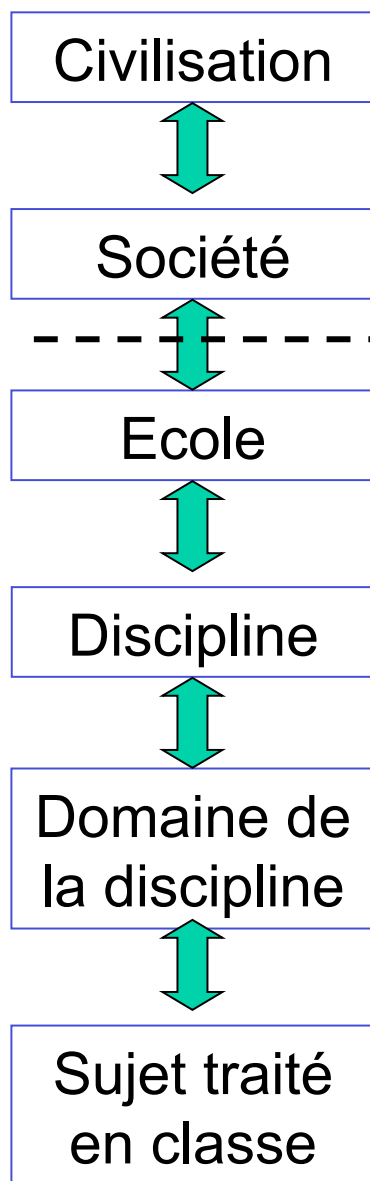 Civilisation
Société
Ecole
Discipline
Domaine de
la discipline
Sujet traité
en classe